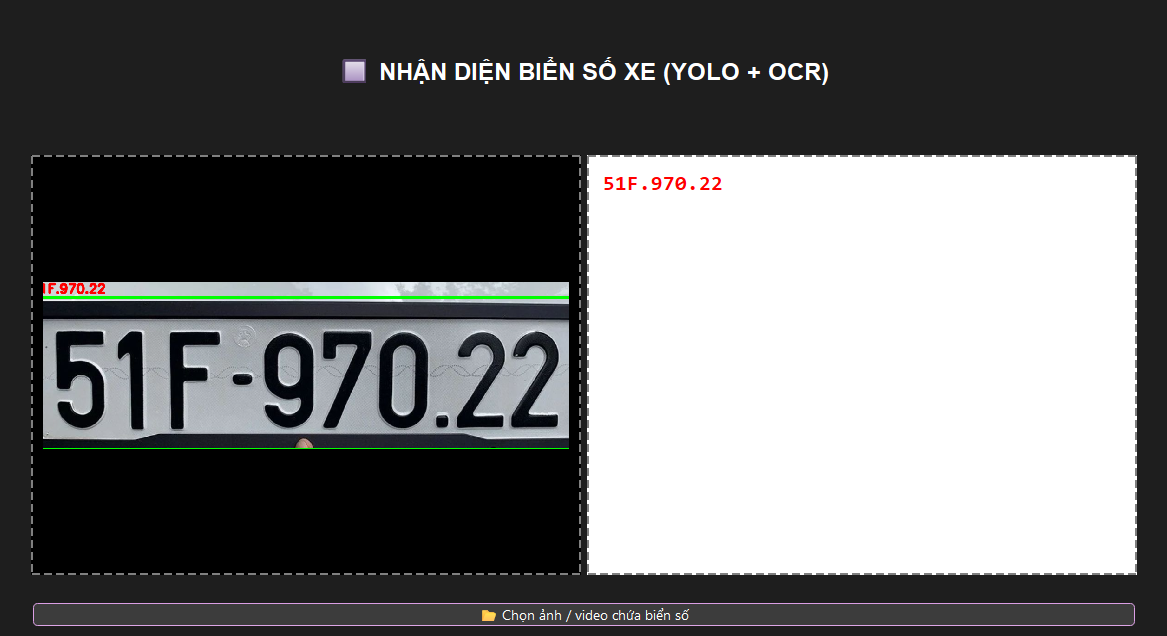 NHẬN DIỆN BIỂN SỐ XE (YOLO + OCR)
1F.970.22
51F-970.22
51F.970.22
Chọn ảnh / video chứa biển số